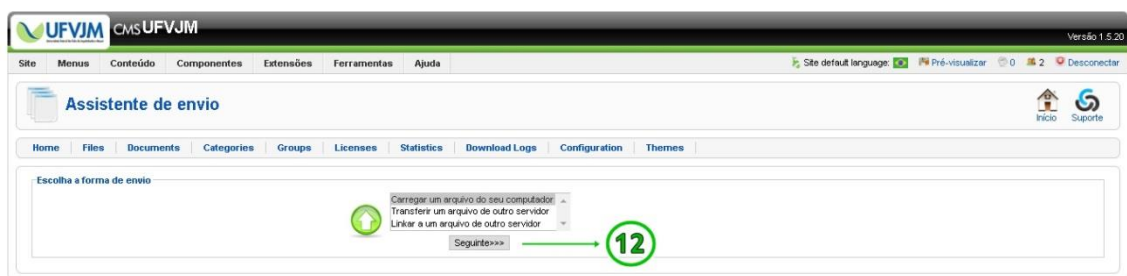 UFVJM CMS UFVJM
Versão 1.5.20
Site Menus Conteúdo Componentes Extensões Ferramentas Ajuda Site default language: Pré-visualizar 0 2 Desconectar
Assistente de envio
Início Suporte
Home Files Documents Categories Groups Licenses Statistics Download Logs Configuration Themes
Escolha a forma de envio
Carregar um arquivo do seu computador
Transferir um arquivo de outro servidor
Linkar a um arquivo de outro servidor
Seguinte>>> 12